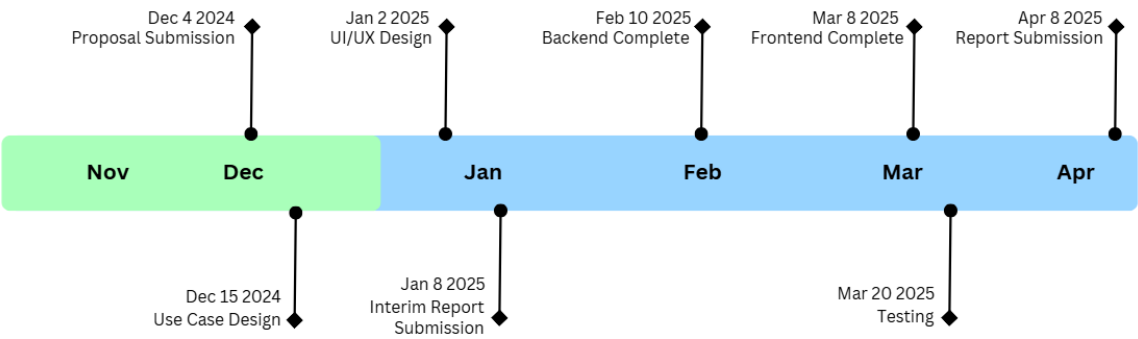 Dec 4 2024
Proposal Submission
Jan 2 2025
UI/UX Design
Feb 10 2025
Backend Complete
Mar 8 2025
Frontend Complete
Apr 8 2025
Report Submission
Nov
Dec
Jan
Feb
Mar
Apr
Dec 15 2024
Use Case Design
Jan 8 2025
Interim Report
Submission
Mar 20 2025
Testing